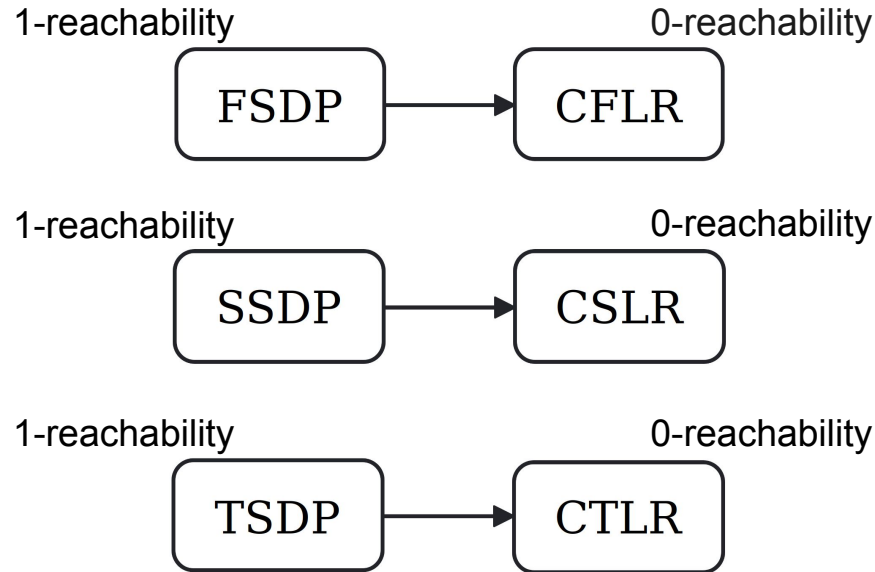 1-reachability 0-reachability
FSDP CFLR
1-reachability 0-reachability
SSDP CSLR
1-reachability 0-reachability
TSDP CTLR